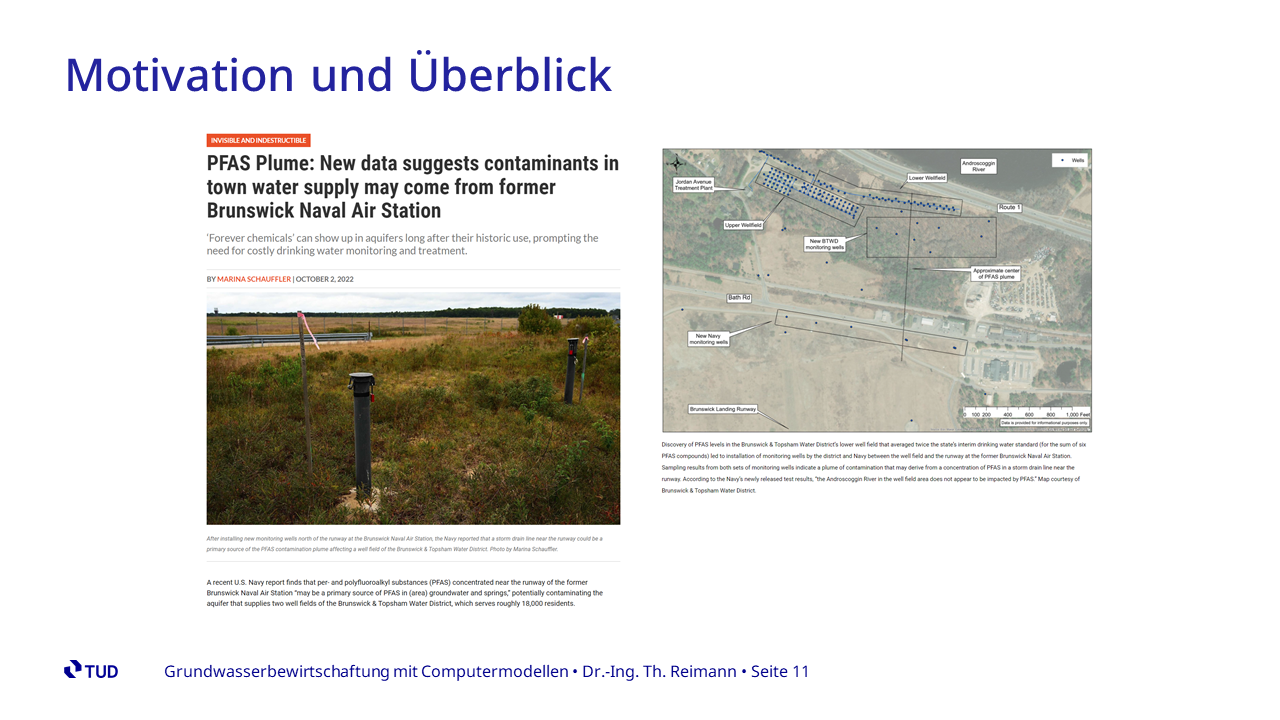 Motivation und Überblick
INVISIBLE AND INDESTRUCTIBLE
PFAS Plume: New data suggests contaminants in
town water supply may come from former
Brunswick Naval Air Station
‘Forever chemicals’ can show up in aquifers long after their historic use, prompting the
need for costly drinking water monitoring and treatment.
BY MARINA SCHAUFFLER | OCTOBER 2, 2022
After installing new monitoring wells north of the runway at the Brunswick Naval Air Station, the Navy reported that a storm drain line near the runway could be a
primary source of the PFAS contamination plume affecting a well field of the Brunswick & Topsham Water District. Photo by Marina Schauffler.
A recent U.S. Navy report finds that per- and polyfluoroalkyl substances (PFAS) concentrated near the runway of the former
Brunswick Naval Air Station “may be a primary source of PFAS in (area) groundwater and springs,” potentially contaminating the
aquifer that supplies two well fields of the Brunswick & Topsham Water District, which serves roughly 18,000 residents.
Wells
Androscoggin
River
Jordan Avenue
Treatment Plant
Lower Wellfield
Route 1
Upper Wellfield
New BTWD
monitoring wells
Approximate center
of PFAS plume
Bath Rd
New Navy
monitoring wells
Brunswick Landing Runway
0 100 200 400 600 800 1,000 Feet
Data is provided for informational purposes only.
Discovery of PFAS levels in the Brunswick & Topsham Water District’s lower well field that averaged twice the state’s interim drinking water standard (for the sum of six
PFAS compounds) led to installation of monitoring wells by the district and Navy between the well field and the runway at the former Brunswick Naval Air Station.
Sampling results from both sets of monitoring wells indicate a plume of contamination that may derive from a concentration of PFAS in a storm drain line near the
runway. According to the Navy’s newly released test results, “the Androscoggin River in the well field area does not appear to be impacted by PFAS.” Map courtesy of
Brunswick & Topsham Water District.
TUD
Grundwasserbewirtschaftung mit Computermodellen • Dr.-Ing. Th. Reimann • Seite 11